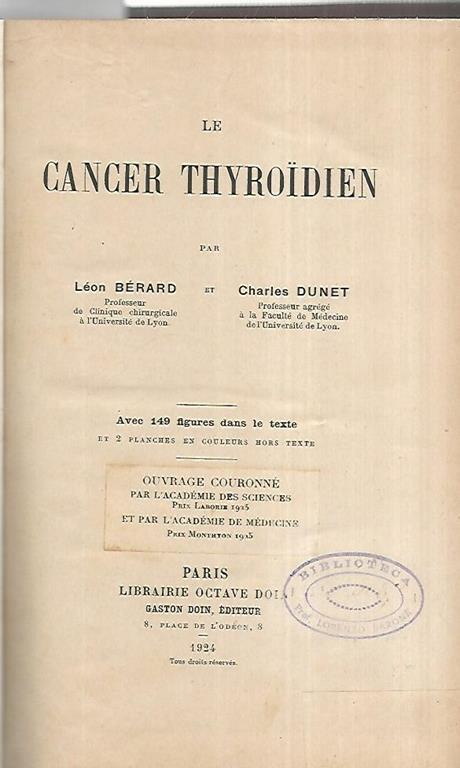 LE
CANCER THYROÏDIEN
PAR
Léon BÉRARD
Professeur
de Clinique chirurgicale
à l'Université de Lyon.
ET
Charles DUNET
Professeur agrégé
à la Faculté de Médecine
de l'Université de Lyon.
Avec 149 figures dans le texte
ET 2 PLANCHES EN COULEURS HORS TEXTE
OUVRAGE COURONNÉ
PAR L'ACADÉMIE DES SCIENCES
PRIX LABORIE 1925
ET PAR L'ACADÉMIE DE MÉDECINE
PRIX MONTHYON 1925
PARIS
LIBRAIRIE OCTAVE DOIN
GASTON DOIN, ÉDITEUR
8, PLACE DE L'ODÉON, 8
1924
Tous droits réservés.
BIBLIOTECA
Prof. LORENZO